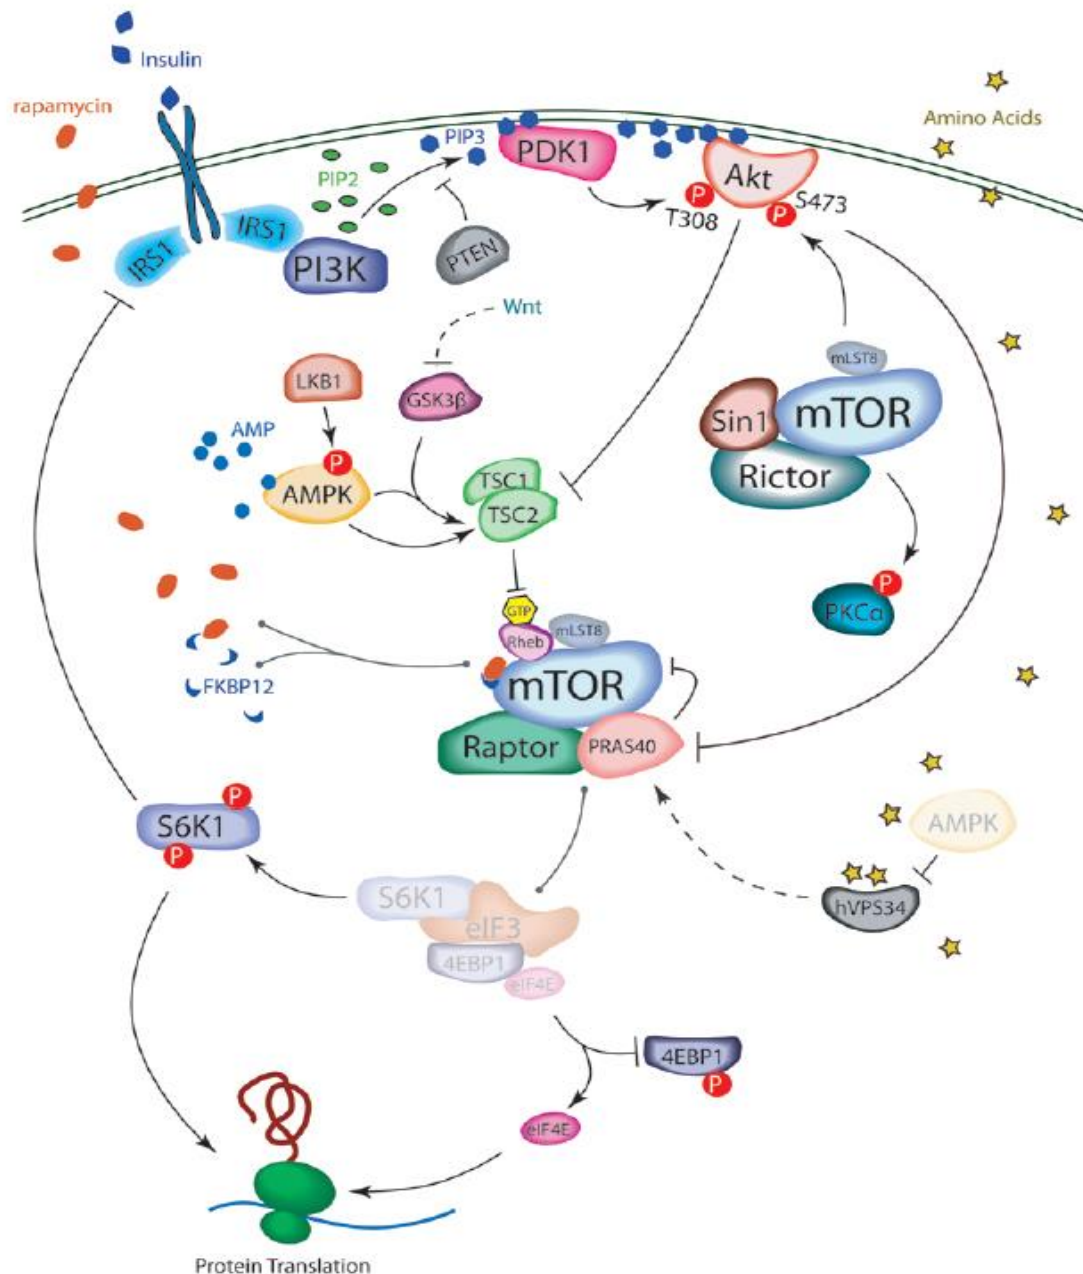 Insulin
rapamycin
Amino Acids
PIP3
PDK1
Akt
PIP2
P
P
S473
T308
IRS1
IRS1
PI3K
PTEN
Wnt
mLST8
LKB1
GSK3β
Sin1
mTOR
AMP
P
Rictor
AMPK
TSC1
TSC2
P
PKCα
GTP
Rheb
mLST8
FKBP12
mTOR
Raptor
PRAS40
P
S6K1
P
AMPK
S6K1
eIF3
hVPS34
4EBP1
eIF4E
4EBP1
P
eIF4E
Protein Translation